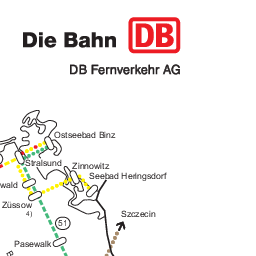 Die Bahn DB
DB Fernverkehr AG
Ostseebad Binz
Stralsund
Zinnowitz
Seebad Heringsdorf
wald
Züssow
4)
Szczecin
51
Pasewalk